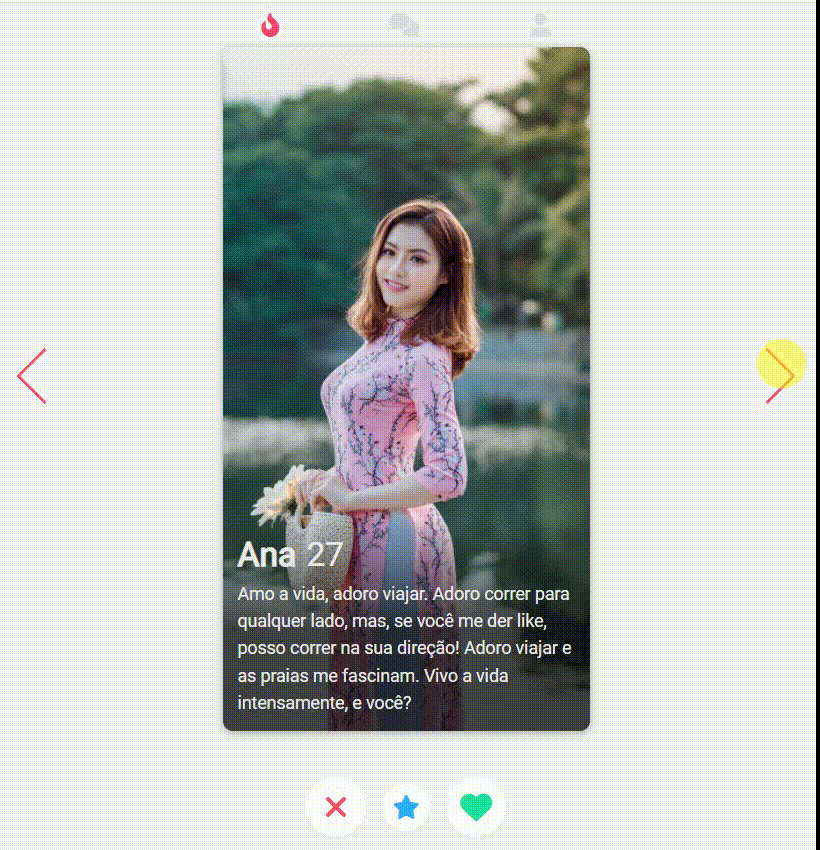 Ana 27
Amo a vida, adoro viajar. Adoro correr para
qualquer lado, mas, se você me der like,
posso correr na sua direção! Adoro viajar e
as praias me fascinam. Vivo a vida
intensamente, e você?